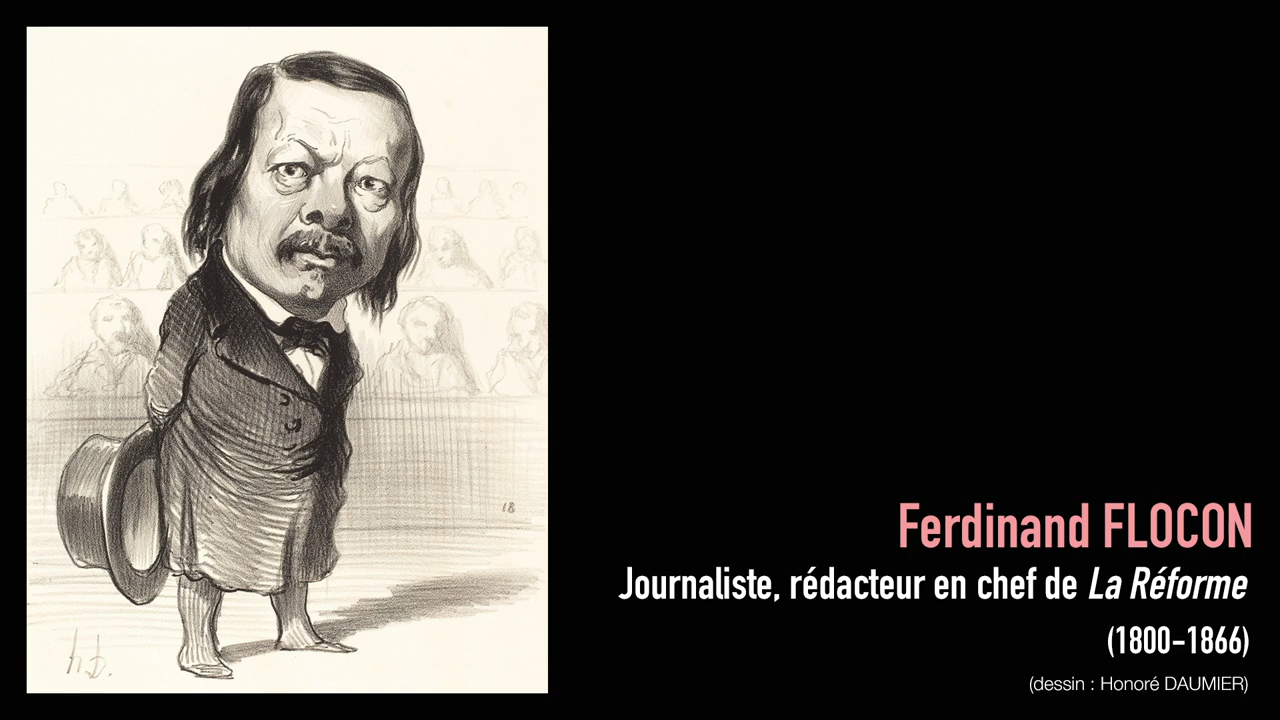 18
h.D.
Ferdinand FLOCON
Journaliste, rédacteur en chef de La Réforme
(1800-1866)
(dessin : Honoré DAUMIER)